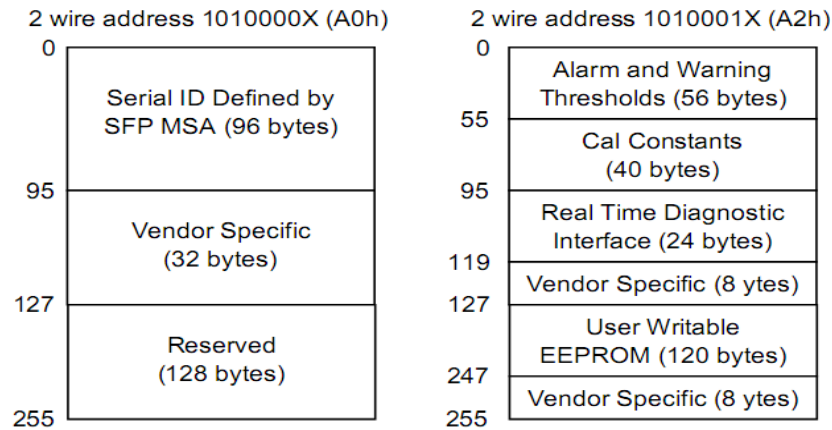 2 wire address 1010000X (A0h)
0
Serial ID Defined by
SFP MSA (96 bytes)
95
Vendor Specific
(32 bytes)
127
Reserved
(128 bytes)
255
2 wire address 1010001X (A2h)
0
Alarm and Warning
Thresholds (56 bytes)
55
Cal Constants
(40 bytes)
95
Real Time Diagnostic
Interface (24 bytes)
119
Vendor Specific (8 ytes)
127
User Writable
EEPROM (120 bytes)
247
Vendor Specific (8 ytes)
255